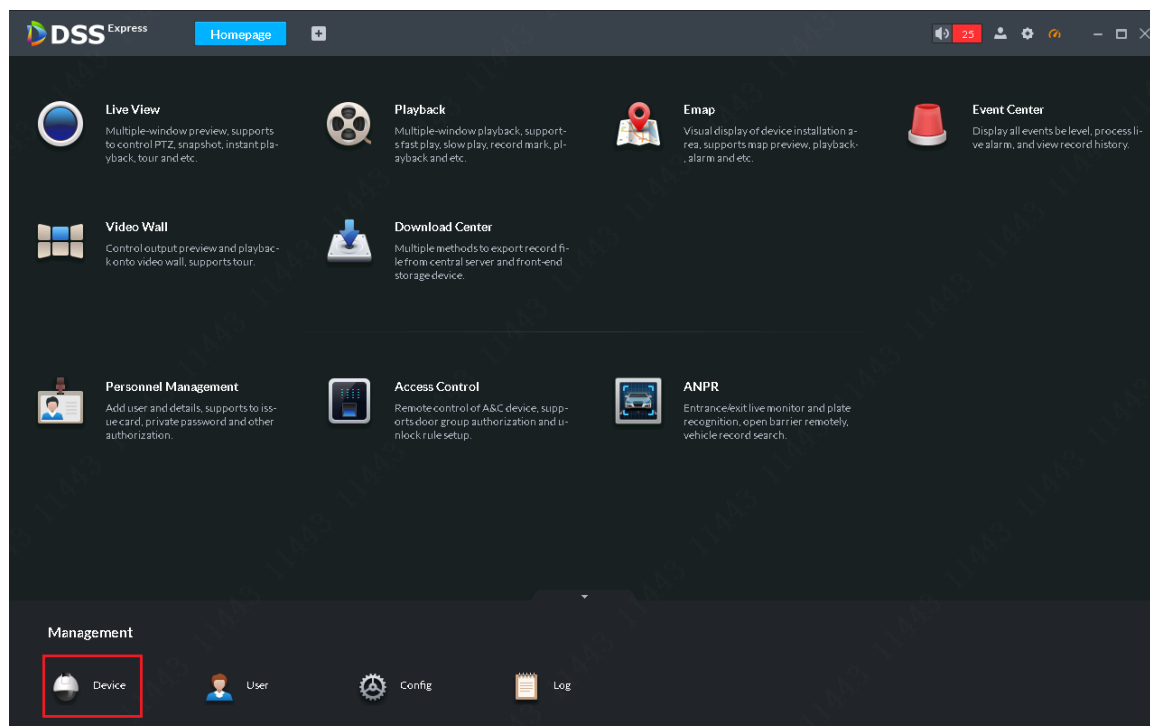 DSS Express
Homepage
25
Live View
Multiple-window preview, supports
to control PTZ, snapshot, instant pla-
yback, tour and etc.
Playback
Multiple-window playback, support-
s fast play, slow play, record mark, pl-
ayback and etc.
Emap
Visual display of device installation a-
rea, supports map preview, playback-
, alarm and etc.
Event Center
Display all events be level, process li-
ve alarm, and view record history.
Video Wall
Control output preview and playbac-
k onto video wall, supports tour.
Download Center
Multiple methods to export record fi-
le from central server and front-end
storage device.
Personnel Management
Add user and details, supports to iss-
ue card, private password and other
authorization.
Access Control
Remote control of A&C device, supp-
orts door group authorization and u-
nlock rule setup.
ANPR
Entrance/exit live monitor and plate
recognition, open barrier remotely,
vehicle record search.
Management
Device
User
Config
Log